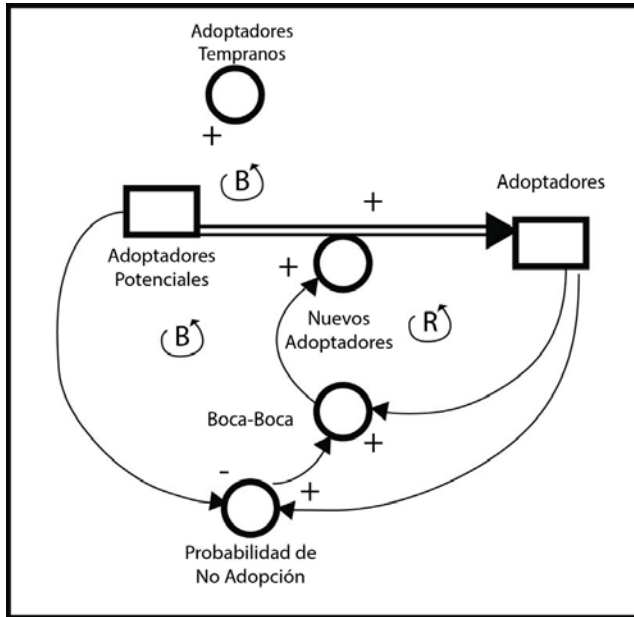 Adoptadores
Tempranos
+
B
Adoptadores
+
Adoptadores
Potenciales
+
Nuevos
Adoptadores
R
B
Boca-Boca
+
-
+
Probabilidad de
No Adopción